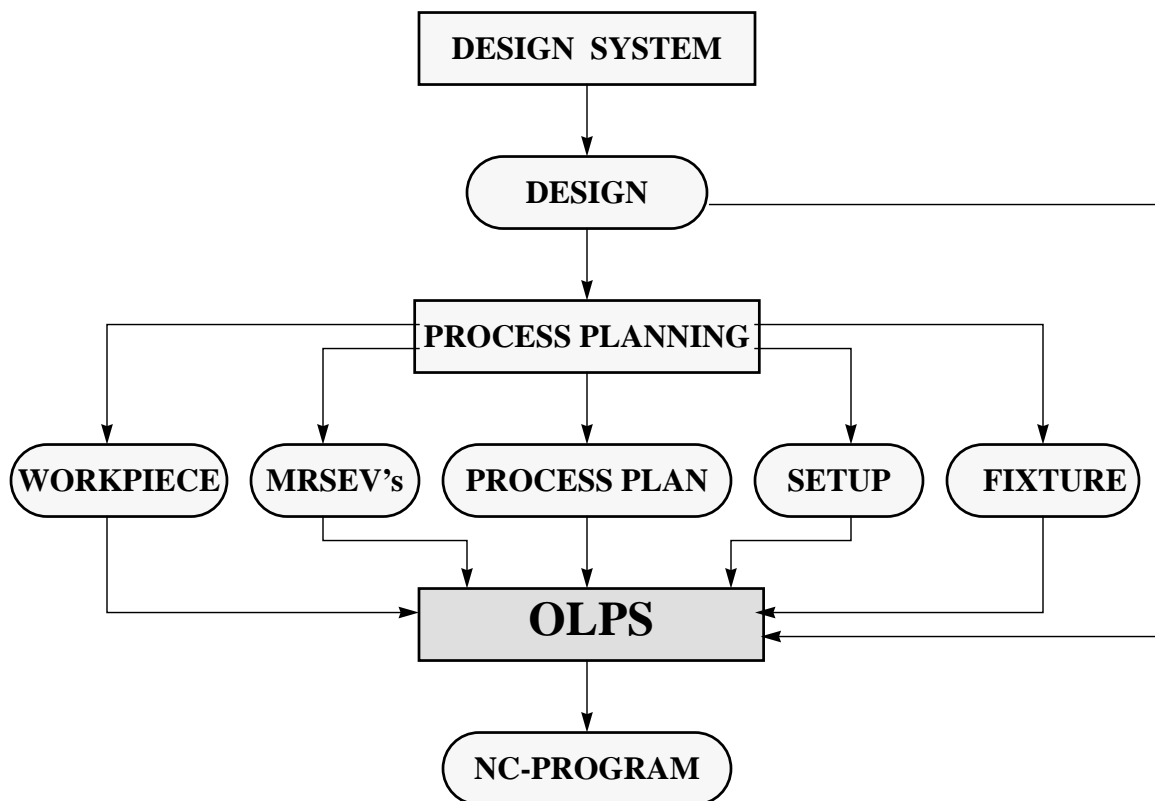 DESIGN SYSTEM
DESIGN
PROCESS PLANNING
WORKPIECE
MRSEV's
PROCESS PLAN
SETUP
FIXTURE
OLPS
NC-PROGRAM